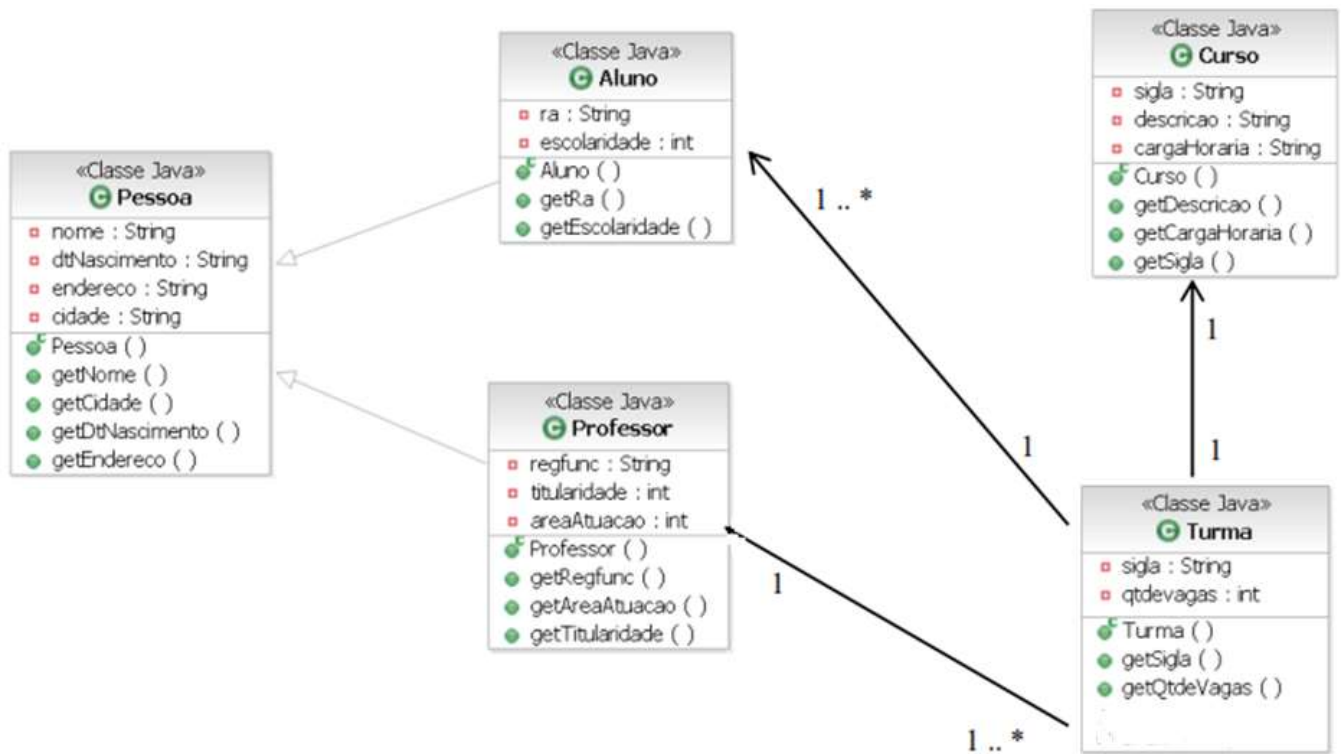 «Classe Java»
Pessoa
nome : String
dtNascimento : String
endereco : String
cidade : String
Pessoa ( )
getNome ( )
getCidade ( )
getDtNascimento ( )
getEndereco ( )
«Classe Java»
Aluno
ra : String
escolaridade : int
Aluno ( )
getRa ( )
getEscolaridade ( )
«Classe Java»
Professor
regfunc : String
titularidade : int
areaAtuacao : int
Professor ( )
getRegfunc ( )
getAreaAtuacao ( )
getTitularidade ( )
1 .. *
1
1
1 .. *
«Classe Java»
Curso
sigla : String
descricao : String
cargaHoraria : String
Curso ( )
getDescricao ( )
getCargaHoraria ( )
getSigla ( )
1
1
«Classe Java»
Turma
sigla : String
qtdevagas : int
Turma ( )
getSigla ( )
getQtdeVagas ( )